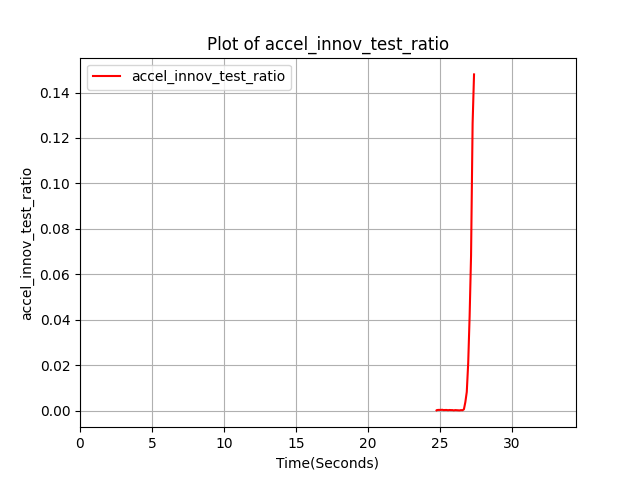 Plot of accel_innov_test_ratio
accel_innov_test_ratio
accel_innov_test_ratio
0.14
0.12
0.10
0.08
0.06
0.04
0.02
0.00
0 5 10 15 20 25 30
Time(Seconds)